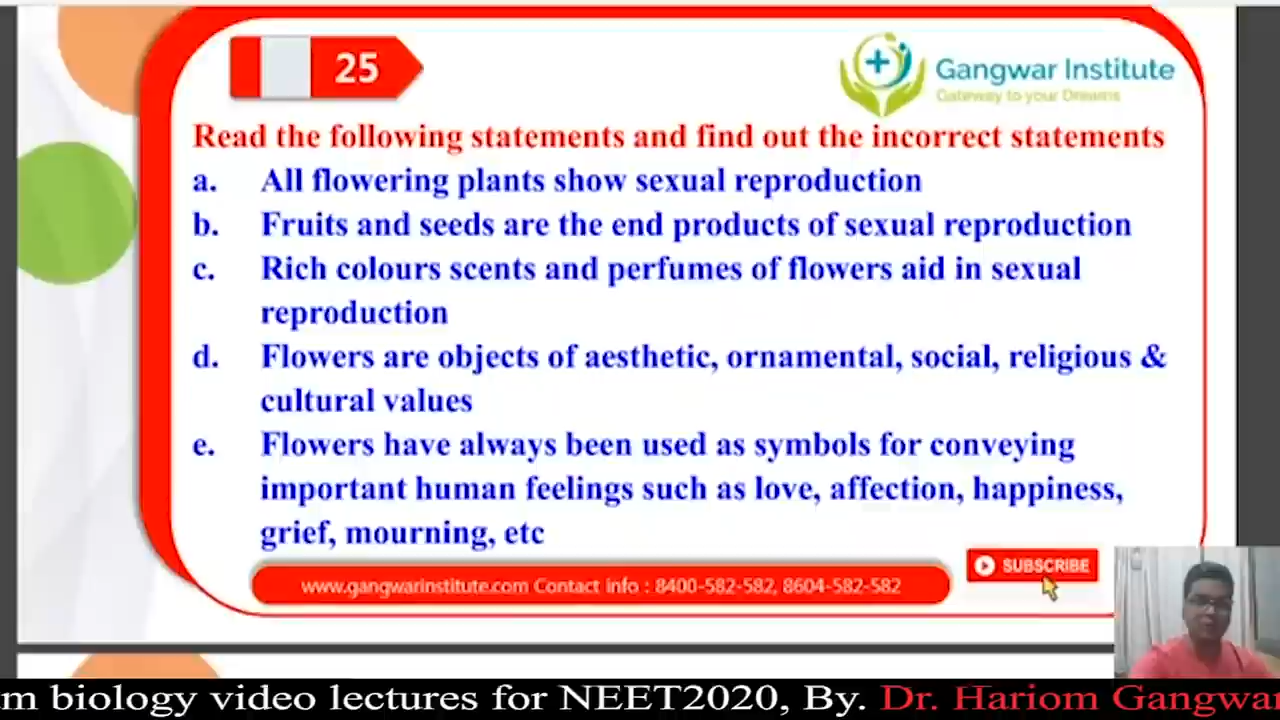 25
Gangwar Institute
Gateway to your Dreams
Read the following statements and find out the incorrect statements
a. All flowering plants show sexual reproduction
b. Fruits and seeds are the end products of sexual reproduction
c. Rich colours scents and perfumes of flowers aid in sexual
reproduction
d. Flowers are objects of aesthetic, ornamental, social, religious &
cultural values
e. Flowers have always been used as symbols for conveying
important human feelings such as love, affection, happiness,
grief, mourning, etc
www.gangwarinstitute.com Contact info : 8400-582-582, 8604-582-582
SUBSCRIBE
m biology video lectures for NEET2020, By. Dr. Hariom Gangwar